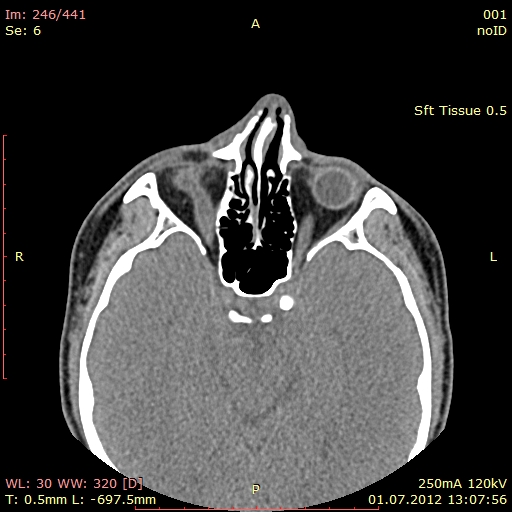 Im: 246/441
Se: 6
A
001
noID
Sft Tissue 0.5
R
L
WL: 30 WW: 320 [D]
T: 0.5mm L: -697.5mm
P
250mA 120kV
01.07.2012 13:07:56